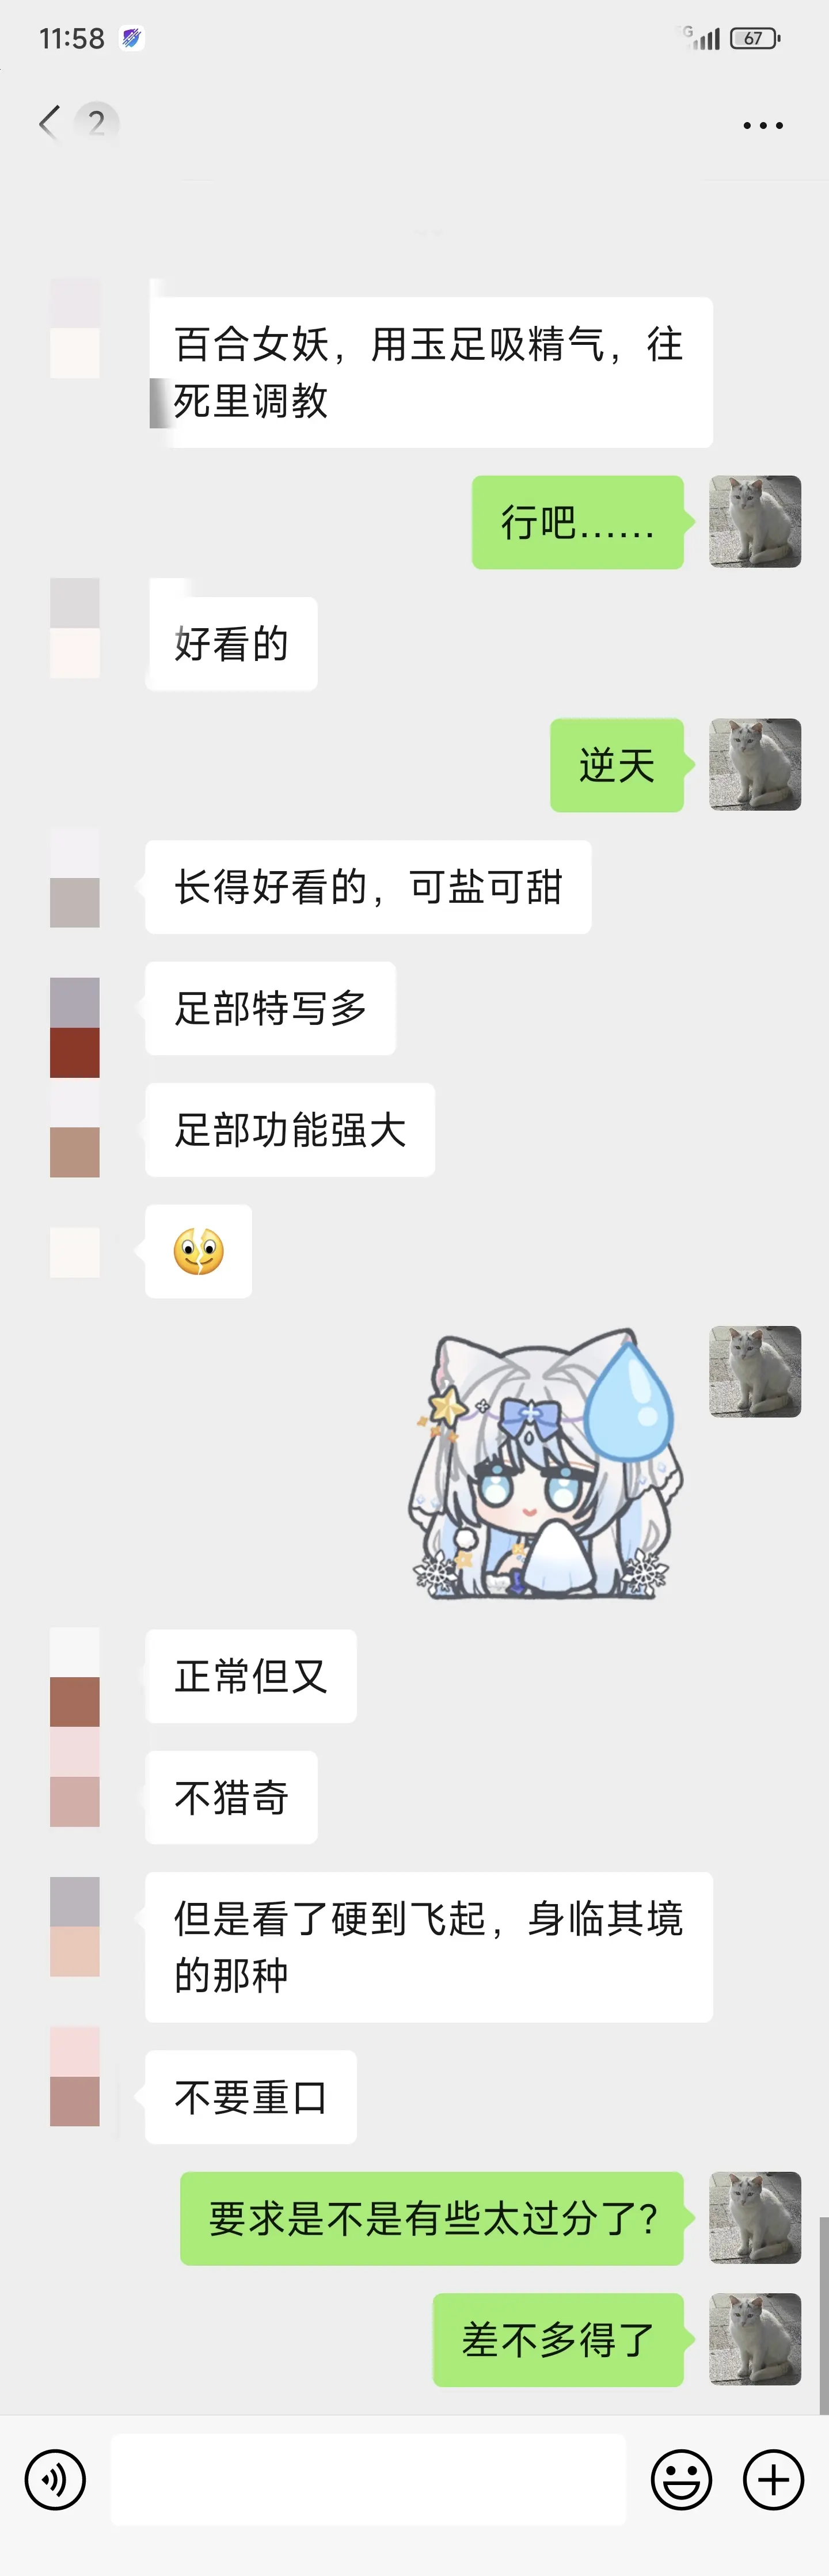 11:58
67
2
百合女妖，用玉足吸精气，往
死里调教
行吧……
好看的
逆天
长得好看的，可盐可甜
足部特写多
足部功能强大
正常但又
不猎奇
但是看了硬到飞起，身临其境
的那种
不要重口
要求是不是有些太过分了？
差不多得了